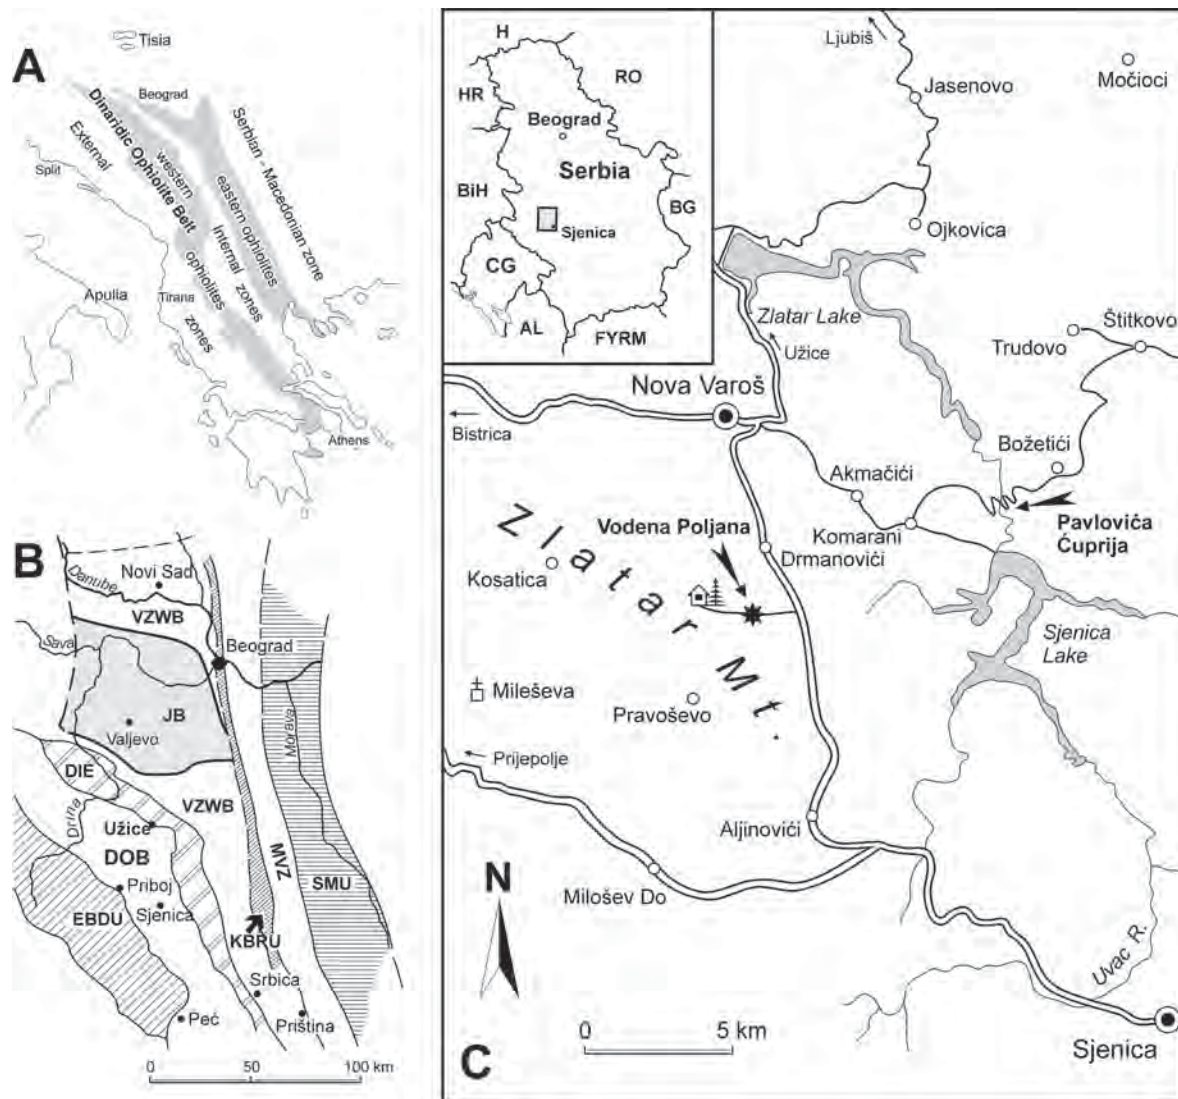 A
Tisia
Beograd
Dinaridic Ophiolite Belt
External
western
ophiolites
zones
eastern ophiolites
Internal
zones
Serbian - Macedonian zone
Split
Apulia
Tirana
Athens
B
Novi Sad
Danube
VZWB
Sava
Beograd
JB
Valjevo
Morava
DIE
Drina
VZWB
Užice
DOB
MVZ
Priboj
SMU
EBDU
Sjenica
KBRU
Srbica
Peć
Priština
0
50
100 km
H
RO
HR
Beograd
Serbia
BiH
BG
Sjenica
CG
AL
FYRM
Ljubiš
Jasenovo
Močioci
Ojkovica
Zlatar Lake
Užice
Štitkovo
Trudovo
Nova Varoš
Bistrica
Božetići
Akmačići
Pavlovića
Ćuprija
Komarani
Vodena Poljana
Drmanovići
Kosatica
Zlatar Mt.
Sjenica
Lake
Mileševa
Pravoševo
Prijepolje
Aljinovići
Milošev Do
N
Uvac R.
0
5 km
C
Sjenica